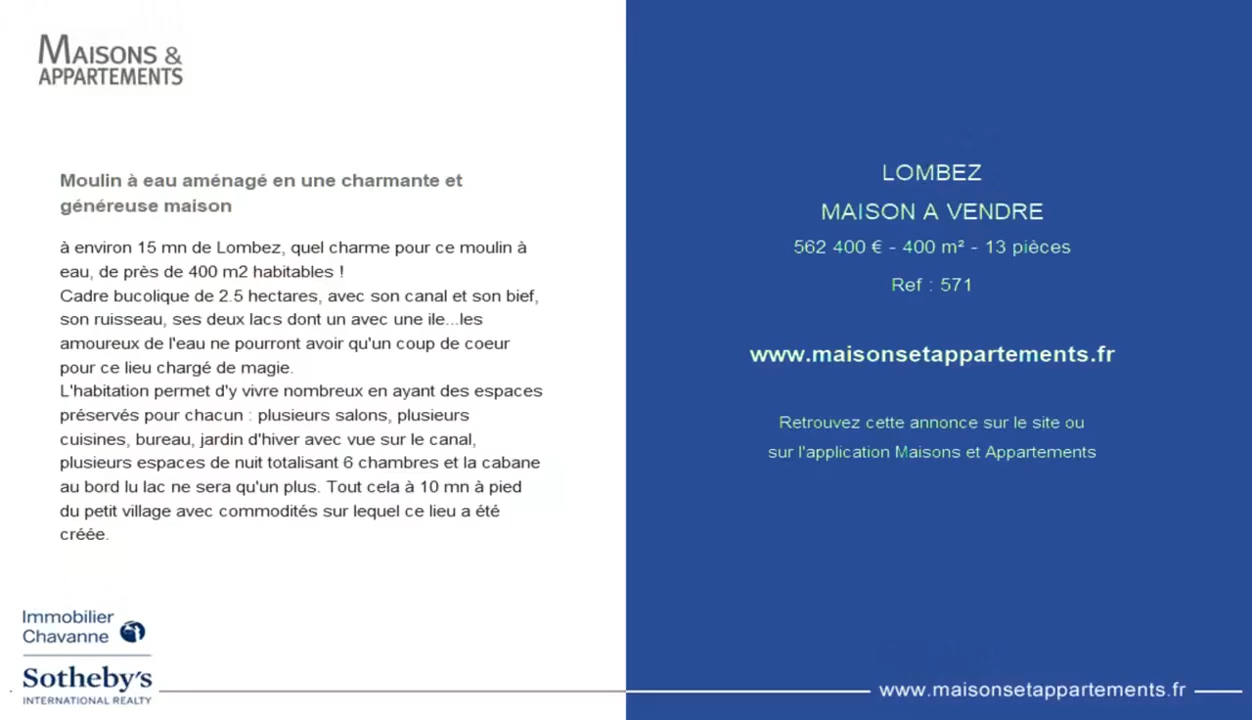 MAISONS &
APPARTEMENTS
Moulin à eau aménagé en une charmante et
généreuse maison
à environ 15 mn de Lombez, quel charme pour ce moulin à
eau, de près de 400 m2 habitables !
Cadre bucolique de 2.5 hectares, avec son canal et son bief,
son ruisseau, ses deux lacs dont un avec une ile...les
amoureux de l'eau ne pourront avoir qu'un coup de coeur
pour ce lieu chargé de magie.
L'habitation permet d'y vivre nombreux en ayant des espaces
préservés pour chacun : plusieurs salons, plusieurs
cuisines, bureau, jardin d'hiver avec vue sur le canal,
plusieurs espaces de nuit totalisant 6 chambres et la cabane
au bord lu lac ne sera qu'un plus. Tout cela à 10 mn à pied
du petit village avec commodités sur lequel ce lieu a été
créée.
Immobilier
Chavanne
Sotheby's
INTERNATIONAL REALTY
LOMBEZ
MAISON A VENDRE
562 400 € - 400 m² - 13 pièces
Ref : 571
www.maisonsetappartements.fr
Retrouvez cette annonce sur le site ou
sur l'application Maisons et Appartements
www.maisonsetappartements.fr